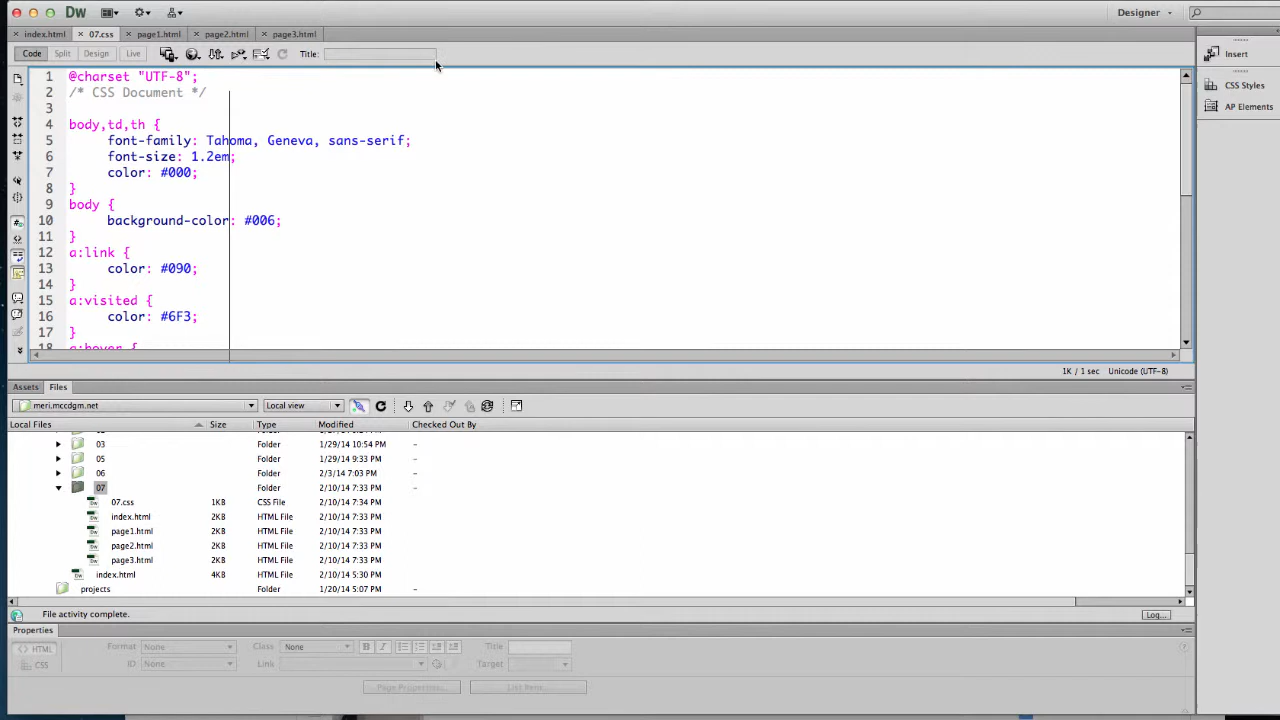 Dw
Designer
index.html
07.css
page1.html
page2.html
page3.html
Code Split Design Live Title:
Insert
CSS Styles
AP Elements
1 @charset "UTF-8";
2 /* CSS Document */
3
4 body,td,th {
5 font-family: Tahoma, Geneva, sans-serif;
6 font-size: 1.2em;
7 color: #000;
8 }
9 body {
10 background-color: #006;
11 }
12 a:link {
13 color: #090;
14 }
15 a:visited {
16 color: #6F3;
17 }
18 a:hover {
1K / 1 sec Unicode (UTF-8)
Assets Files
meri.mccdgm.net Local view
Local Files Size Type Modified Checked Out By
03 Folder 1/29/14 10:54 PM -
05 Folder 1/29/14 9:33 PM -
06 Folder 2/3/14 7:03 PM -
07 Folder 2/10/14 7:33 PM -
07.css 1KB CSS File 2/10/14 7:34 PM
index.html 2KB HTML File 2/10/14 7:33 PM
page1.html 2KB HTML File 2/10/14 7:33 PM
page2.html 2KB HTML File 2/10/14 7:33 PM
page3.html 2KB HTML File 2/10/14 7:33 PM
index.html 4KB HTML File 2/10/14 5:30 PM
projects Folder 1/20/14 5:07 PM -
File activity complete. Log...
Properties
<> HTML Format None Class None B I Title
CSS ID None Link Target
Page Properties... List Item...